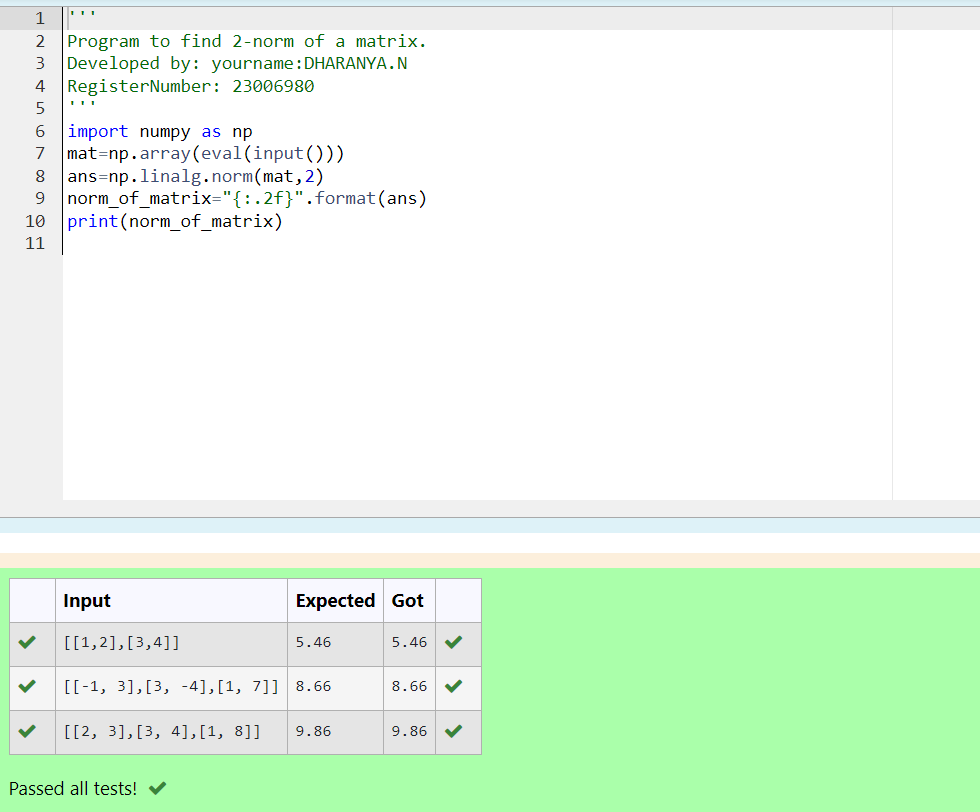 1 '''
2 Program to find 2-norm of a matrix.
3 Developed by: yourname:DHARANYA.N
4 RegisterNumber: 23006980
5 '''
6 import numpy as np
7 mat=np.array(eval(input()))
8 ans=np.linalg.norm(mat,2)
9 norm_of_matrix="{:.2f}".format(ans)
10 print(norm_of_matrix)
11
Input Expected Got
[[1,2],[3,4]] 5.46 5.46
[[-1, 3],[3, -4],[1, 7]] 8.66 8.66
[[2, 3],[3, 4],[1, 8]] 9.86 9.86
Passed all tests!